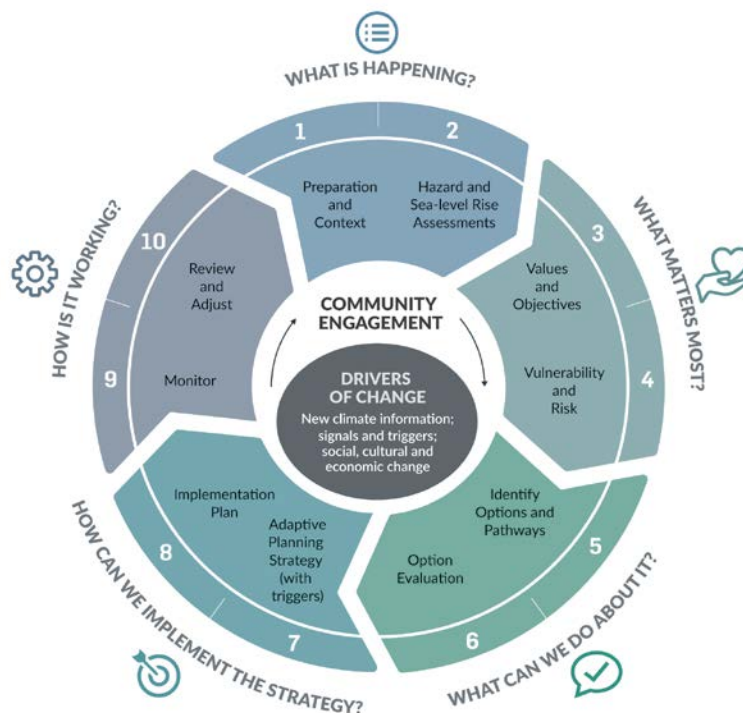 WHAT IS HAPPENING?
1
2
Preparation
and
Context
Hazard and
Sea-level Rise
Assessments
WHAT MATTERS MOST?
3
4
Values
and
Objectives
Vulnerability
and
Risk
WHAT CAN WE DO ABOUT IT?
5
6
Identify
Options and
Pathways
Option
Evaluation
HOW CAN WE IMPLEMENT THE STRATEGY?
7
8
Adaptive
Planning
Strategy
(with
triggers)
Implementation
Plan
HOW IS IT WORKING?
9
10
Monitor
Review
and
Adjust
COMMUNITY
ENGAGEMENT
DRIVERS
OF CHANGE
New climate information;
signals and triggers;
social, cultural and
economic change